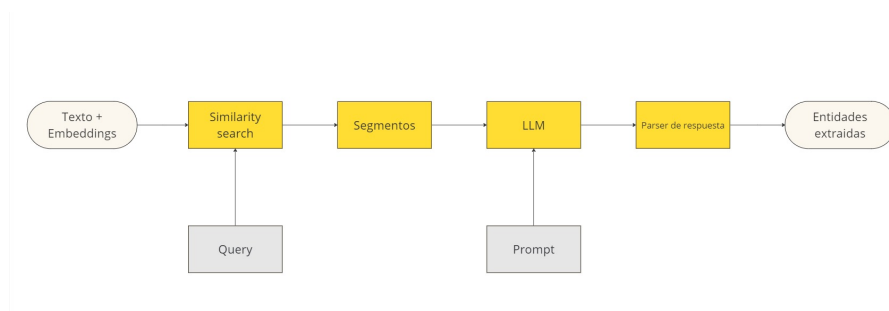 Texto +
Embeddings
Similarity
search
Segmentos
LLM
Parser de respuesta
Entidades
extraidas
Query
Prompt